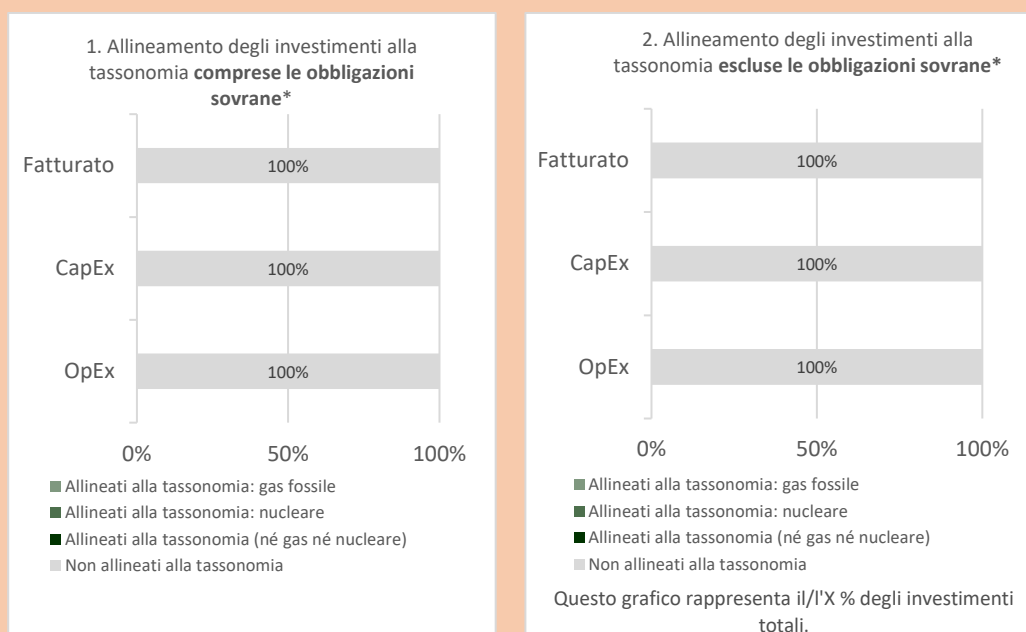 1. Allineamento degli investimenti alla
tassonomia comprese le obbligazioni
sovrane*
Fatturato
100%
CapEx
100%
OpEx
100%
0% 50% 100%
Allineati alla tassonomia: gas fossile
Allineati alla tassonomia: nucleare
Allineati alla tassonomia (né gas né nucleare)
Non allineati alla tassonomia
2. Allineamento degli investimenti alla
tassonomia escluse le obbligazioni sovrane*
Fatturato
100%
CapEx
100%
OpEx
100%
0% 50% 100%
Allineati alla tassonomia: gas fossile
Allineati alla tassonomia: nucleare
Allineati alla tassonomia (né gas né nucleare)
Non allineati alla tassonomia
Questo grafico rappresenta il/l'X % degli investimenti
totali.